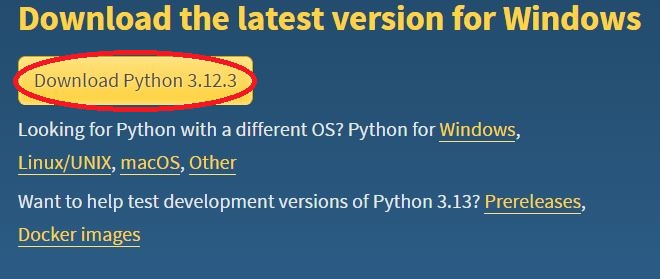 Download the latest version for Windows
Download Python 3.12.3
Looking for Python with a different OS? Python for Windows,
Linux/UNIX, macOS, Other
Want to help test development versions of Python 3.13? Prereleases,
Docker images